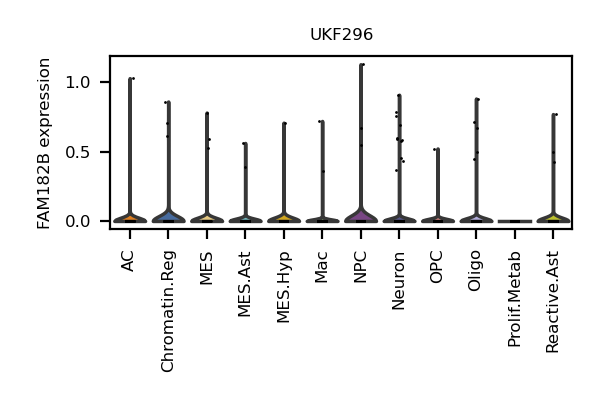 UKF296
FAM182B expression
1.0
0.5
0.0
AC
Chromatin.Reg
MES
MES.Ast
MES.Hyp
Mac
NPC
Neuron
OPC
Oligo
Prolif.Metab
Reactive.Ast